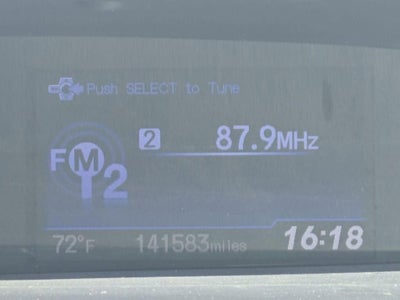 Push SELECT to Tune
2 87.9MHz
FM 2
72°F 141583miles 16:18